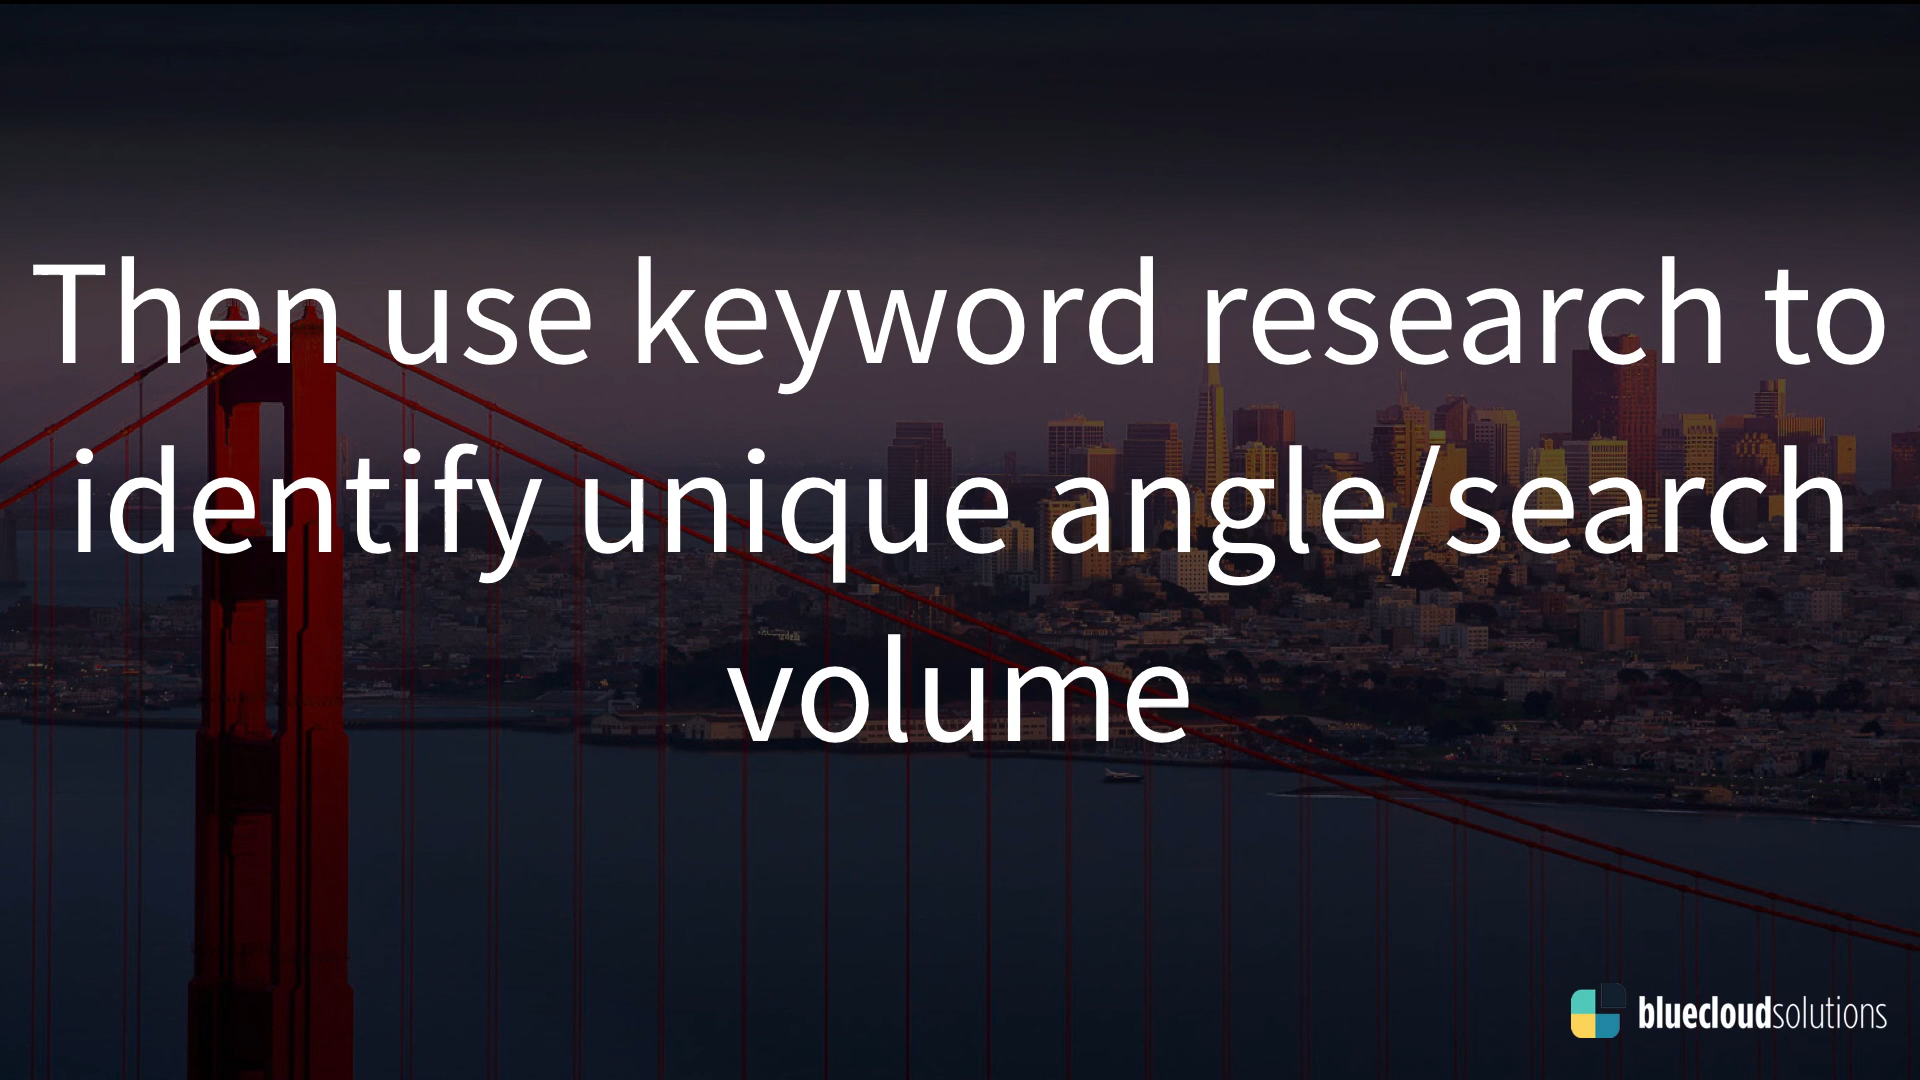 Then use keyword research to
identify unique angle/search
volume
bluecloudsolutions